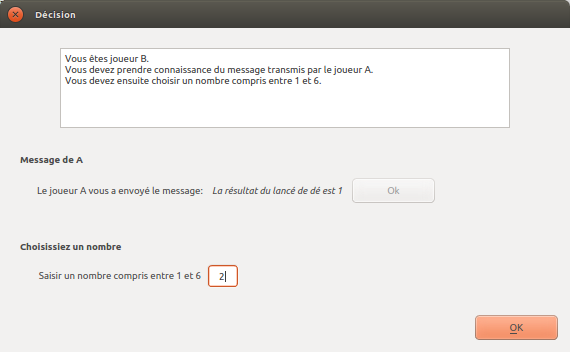 Décision
Vous êtes joueur B.
Vous devez prendre connaissance du message transmis par le joueur A.
Vous devez ensuite choisir un nombre compris entre 1 et 6.
Message de A
Le joueur A vous a envoyé le message: La résultat du lancé de dé est 1 Ok
Choisissiez un nombre
Saisir un nombre compris entre 1 et 6 2
OK